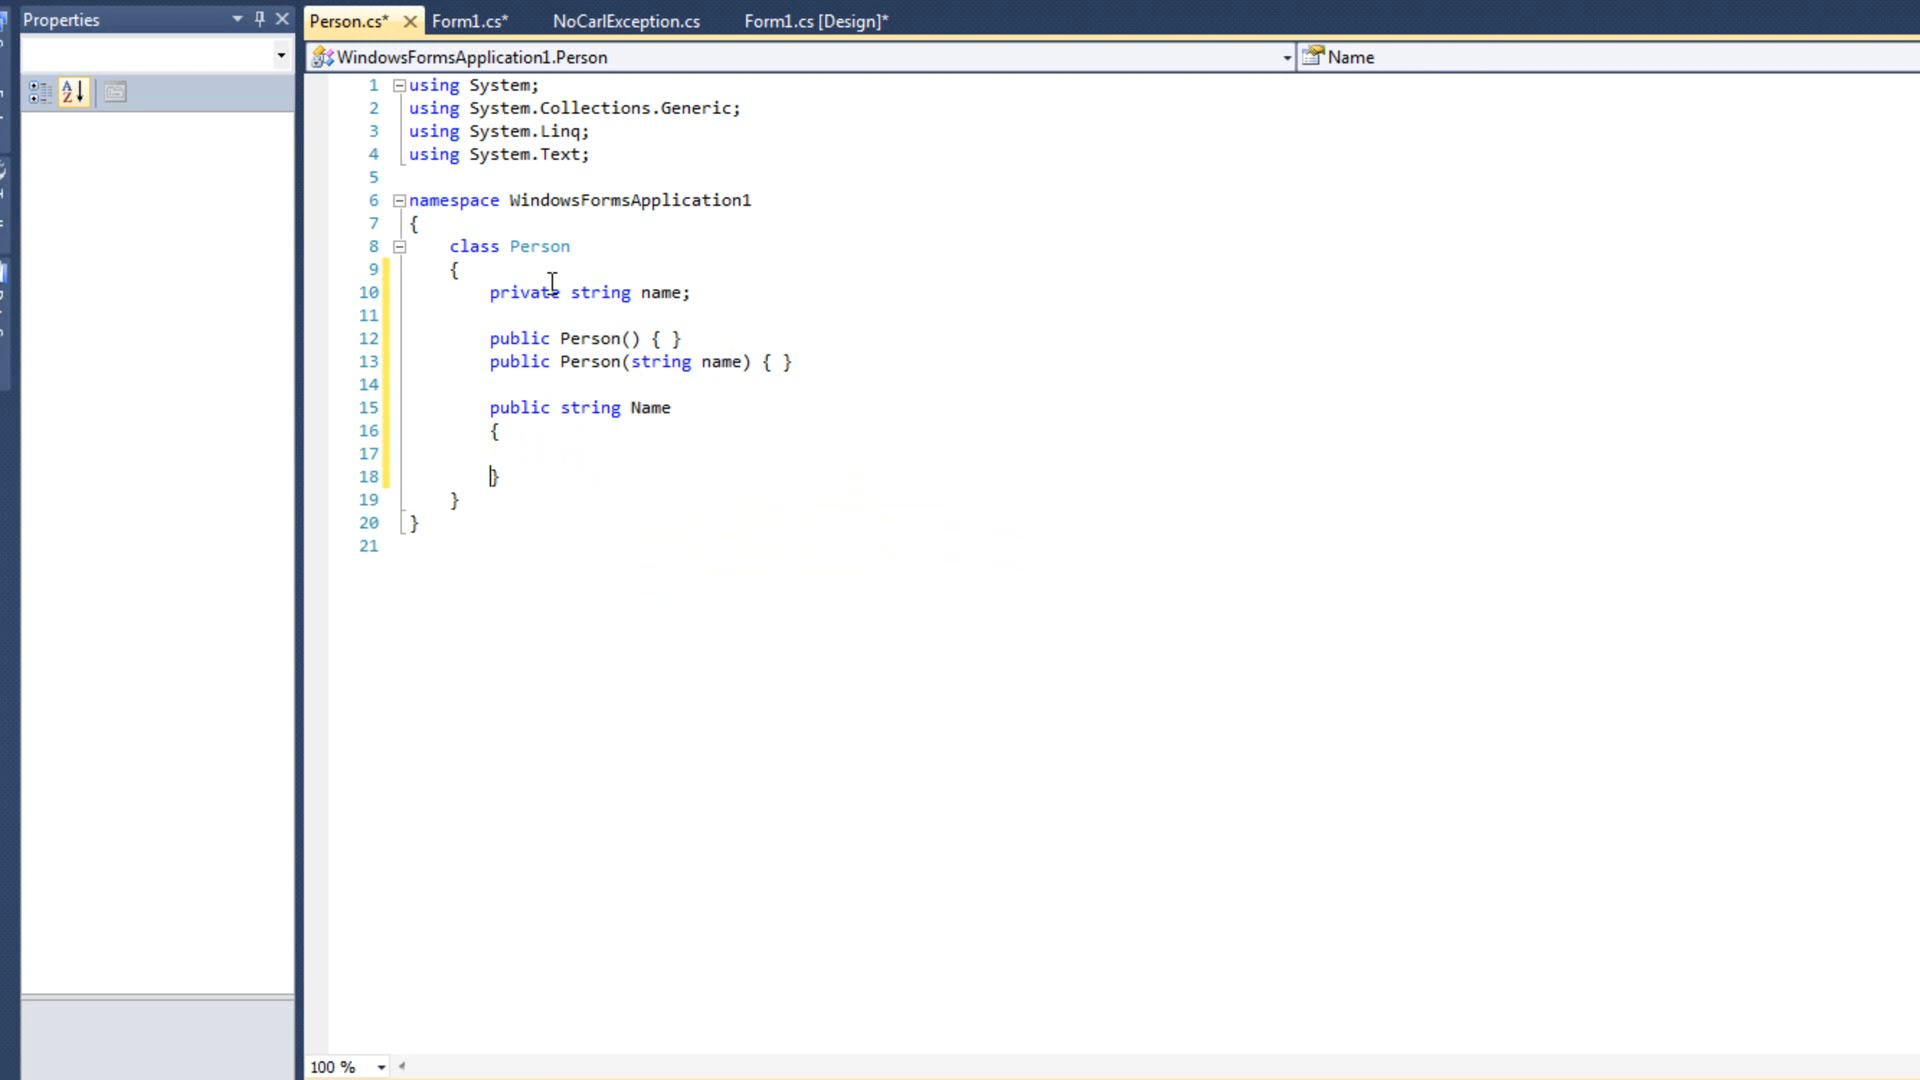 Properties
Person.cs*
Form1.cs*
NoCarlException.cs
Form1.cs [Design]*
WindowsFormsApplication1.Person
Name
A
Z
1 using System;
2 using System.Collections.Generic;
3 using System.Linq;
4 using System.Text;
5
6 namespace WindowsFormsApplication1
7 {
8 class Person
9 {
10 private string name;
11
12 public Person() { }
13 public Person(string name) { }
14
15 public string Name
16 {
17
18 }
19 }
20 }
21
100 %